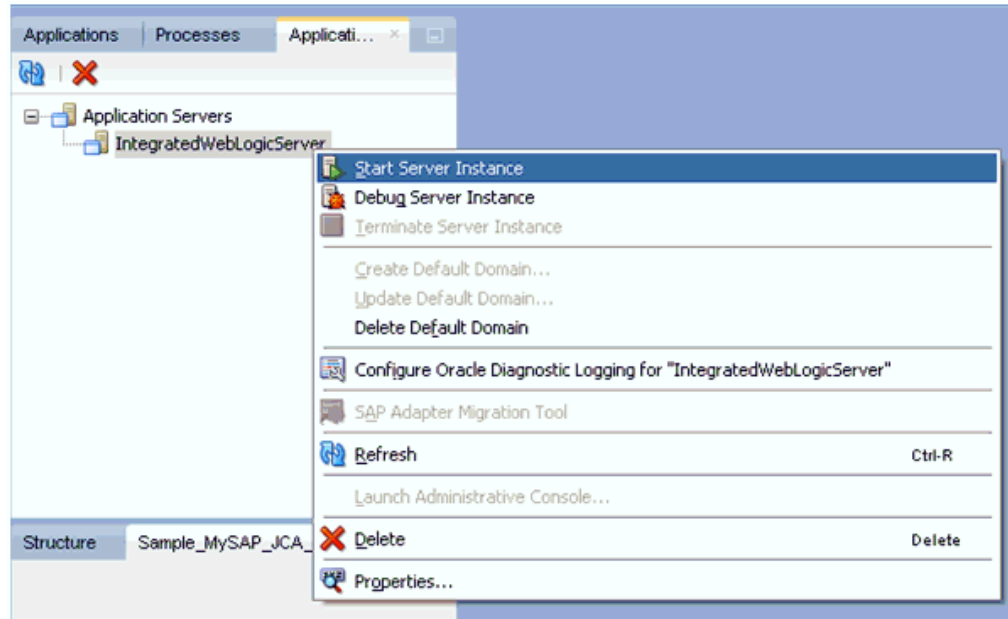 Applications Processes Applicati...
Application Servers
IntegratedWebLogicServer
Start Server Instance
Debug Server Instance
Terminate Server Instance
Create Default Domain...
Update Default Domain...
Delete Default Domain
Configure Oracle Diagnostic Logging for "IntegratedWebLogicServer"
SAP Adapter Migration Tool
Refresh Ctrl-R
Launch Administrative Console...
Structure Sample_MySAP_JCA_
Delete Delete
Properties...